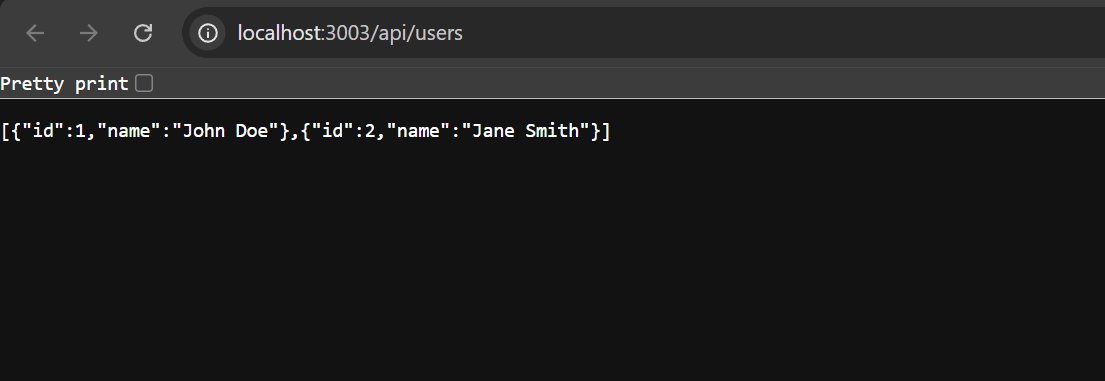 localhost:3003/api/users
Pretty print
[{"id":1,"name":"John Doe"},{"id":2,"name":"Jane Smith"}]